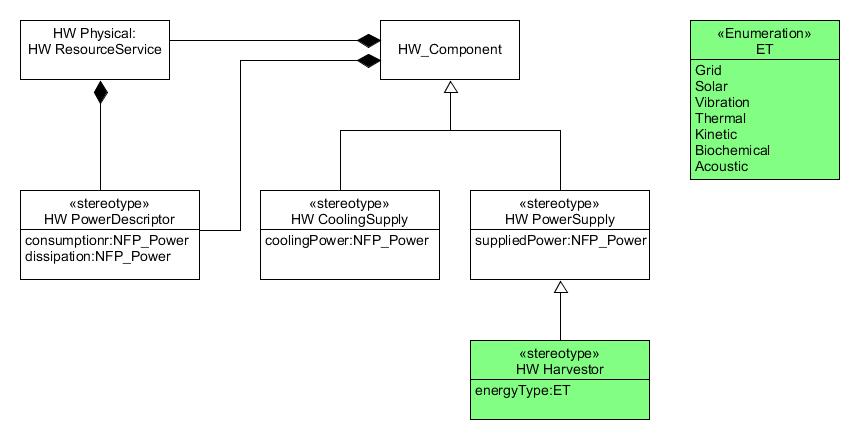 HW Physical:
HW ResourceService
HW_Component
«Enumeration»
ET
Grid
Solar
Vibration
Thermal
Kinetic
Biochemical
Acoustic
«stereotype»
HW PowerDescriptor
consumptionr:NFP_Power
dissipation:NFP_Power
«stereotype»
HW CoolingSupply
coolingPower:NFP_Power
«stereotype»
HW PowerSupply
suppliedPower:NFP_Power
«stereotype»
HW Harvestor
energyType:ET